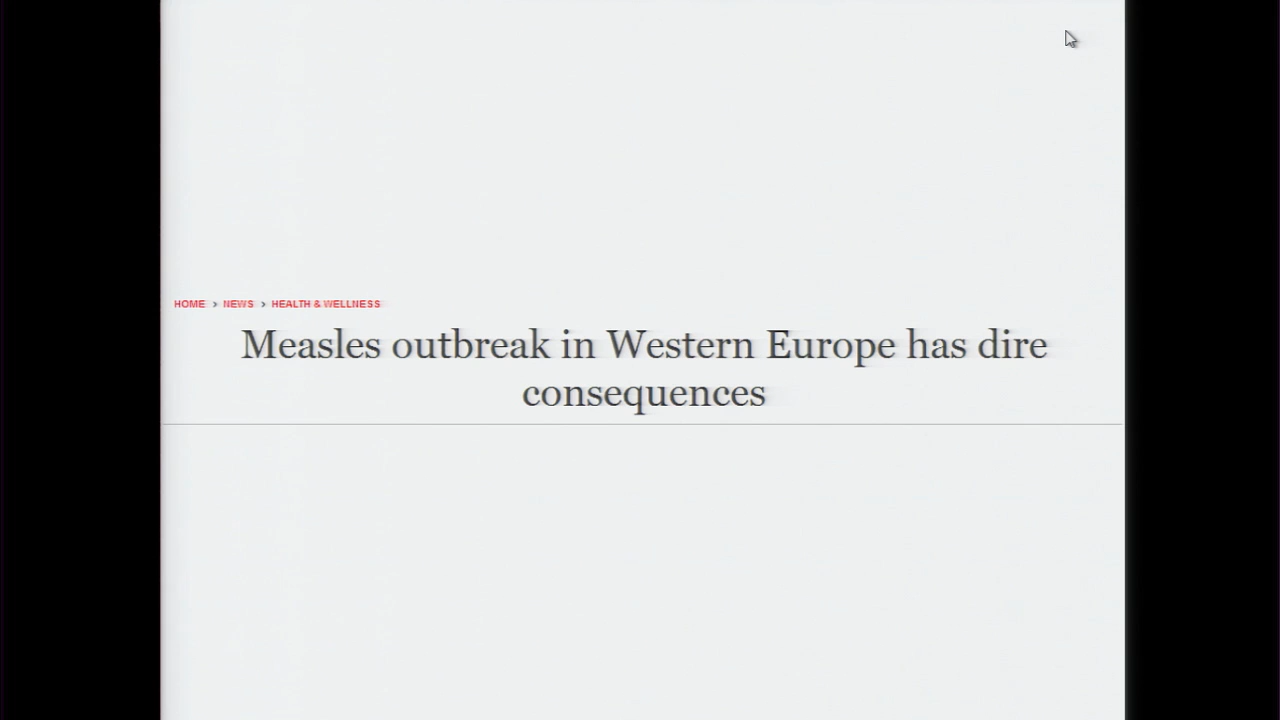 HOME > NEWS > HEALTH & WELLNESS
Measles outbreak in Western Europe has dire
consequences